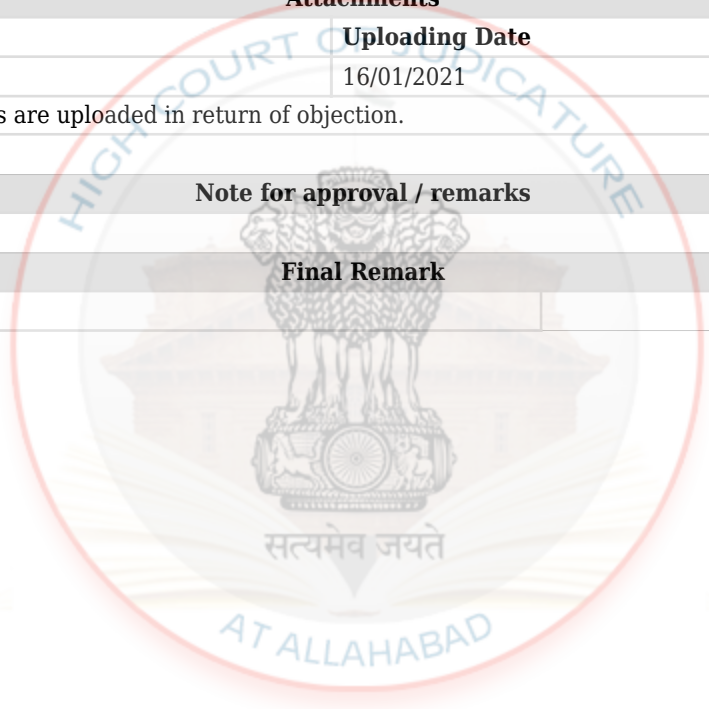 Attachments
Uploading Date
16/01/2021
s are uploaded in return of objection.
Note for approval / remarks
Final Remark
HIGH COURT OF JUDICATURE
सत्यमेव जयते
AT ALLAHABAD